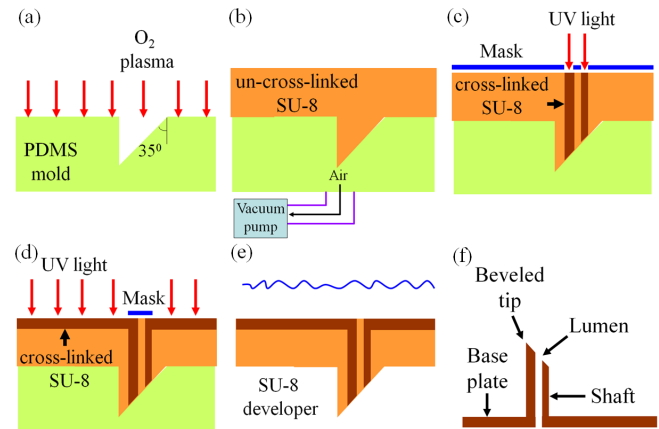 (a)
O2
plasma
PDMS
mold
35⁰
(b)
un-cross-linked
SU-8
Air
Vacuum
pump
(c)
UV light
Mask
cross-linked
SU-8
(d)
UV light
Mask
cross-linked
SU-8
(e)
SU-8
developer
(f)
Beveled
tip
Lumen
Base
plate
Shaft